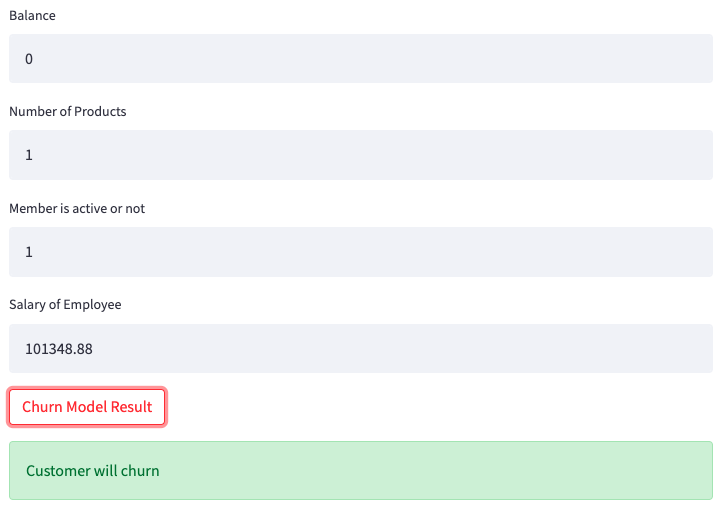 Balance
0
Number of Products
1
Member is active or not
1
Salary of Employee
101348.88
Churn Model Result
Customer will churn